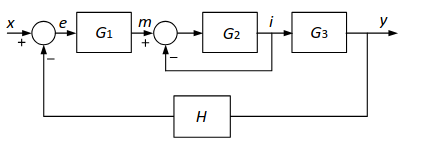 x e G1 m G2 i G3 y
+ − + −
H